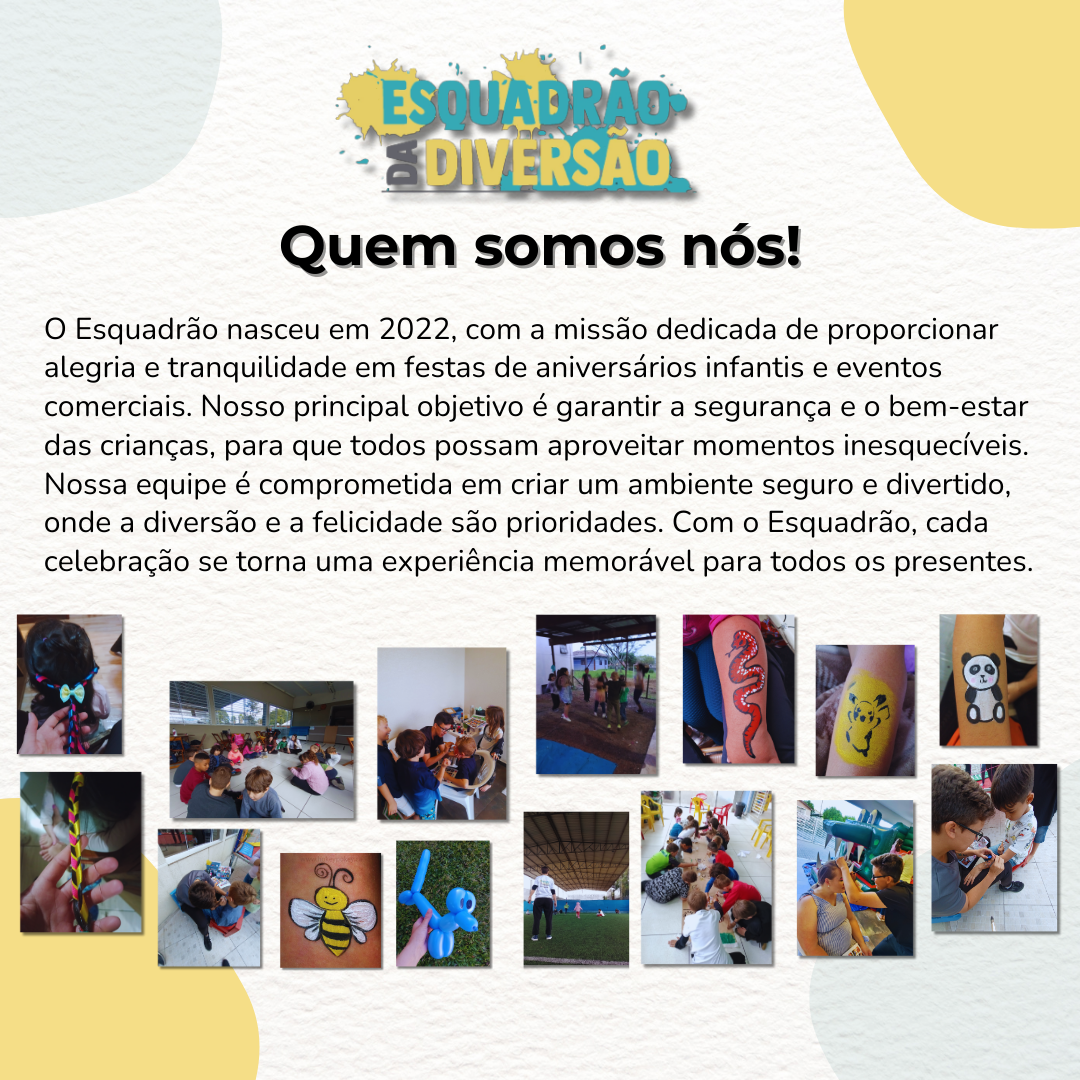 ESQUADRÃO
DA DIVERSÃO
Quem somos nós!
O Esquadrão nasceu em 2022, com a missão dedicada de proporcionar
alegria e tranquilidade em festas de aniversários infantis e eventos
comerciais. Nosso principal objetivo é garantir a segurança e o bem-estar
das crianças, para que todos possam aproveitar momentos inesquecíveis.
Nossa equipe é comprometida em criar um ambiente seguro e divertido,
onde a diversão e a felicidade são prioridades. Com o Esquadrão, cada
celebração se torna uma experiência memorável para todos os presentes.